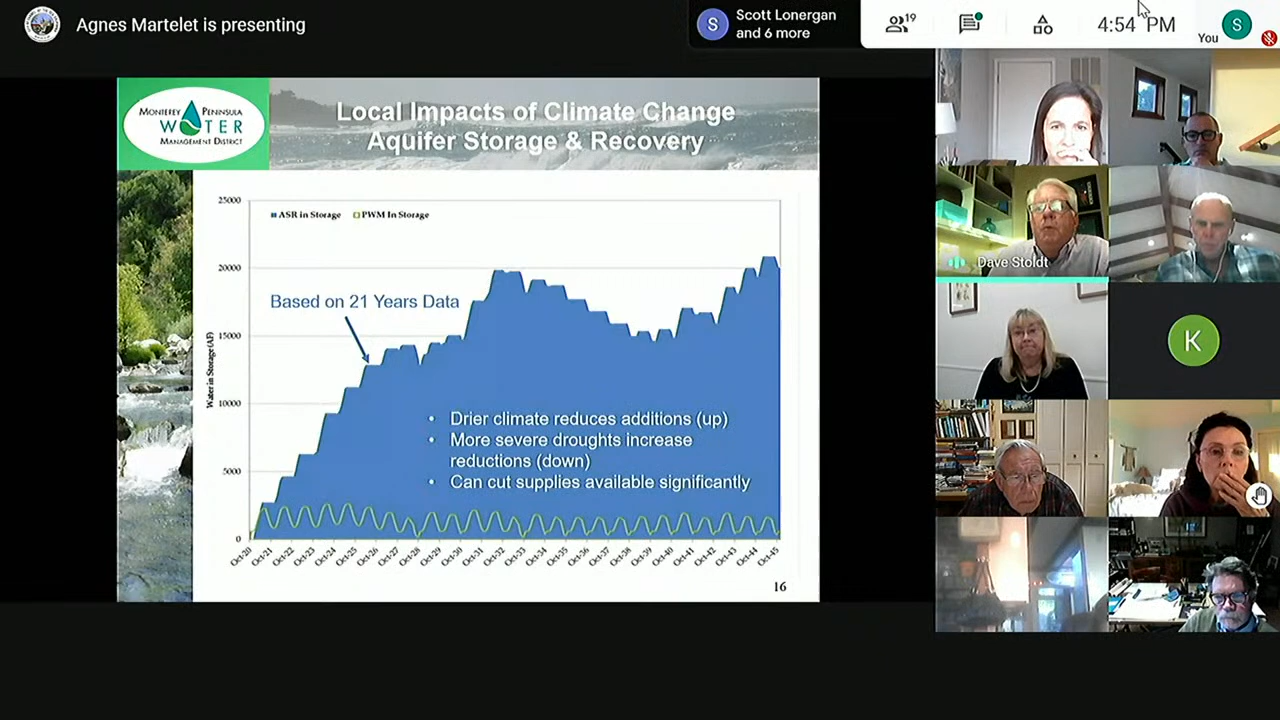 Agnes Martelet is presenting
S
Scott Lonergan
and 6 more
19
4:54 PM
You
S
MONTEREY PENINSULA
WATER
MANAGEMENT DISTRICT
Local Impacts of Climate Change
Aquifer Storage & Recovery
25000
20000
15000
10000
5000
0
Water in Storage (AF)
ASR in Storage
PWM In Storage
Based on 21 Years Data
• Drier climate reduces additions (up)
• More severe droughts increase
reductions (down)
• Can cut supplies available significantly
Oct-20
Oct-21
Oct-22
Oct-23
Oct-24
Oct-25
Oct-26
Oct-27
Oct-28
Oct-29
Oct-30
Oct-31
Oct-32
Oct-33
Oct-34
Oct-35
Oct-36
Oct-37
Oct-38
Oct-39
Oct-40
Oct-41
Oct-42
Oct-43
Oct-44
Oct-45
16
Dave Stoldt
K